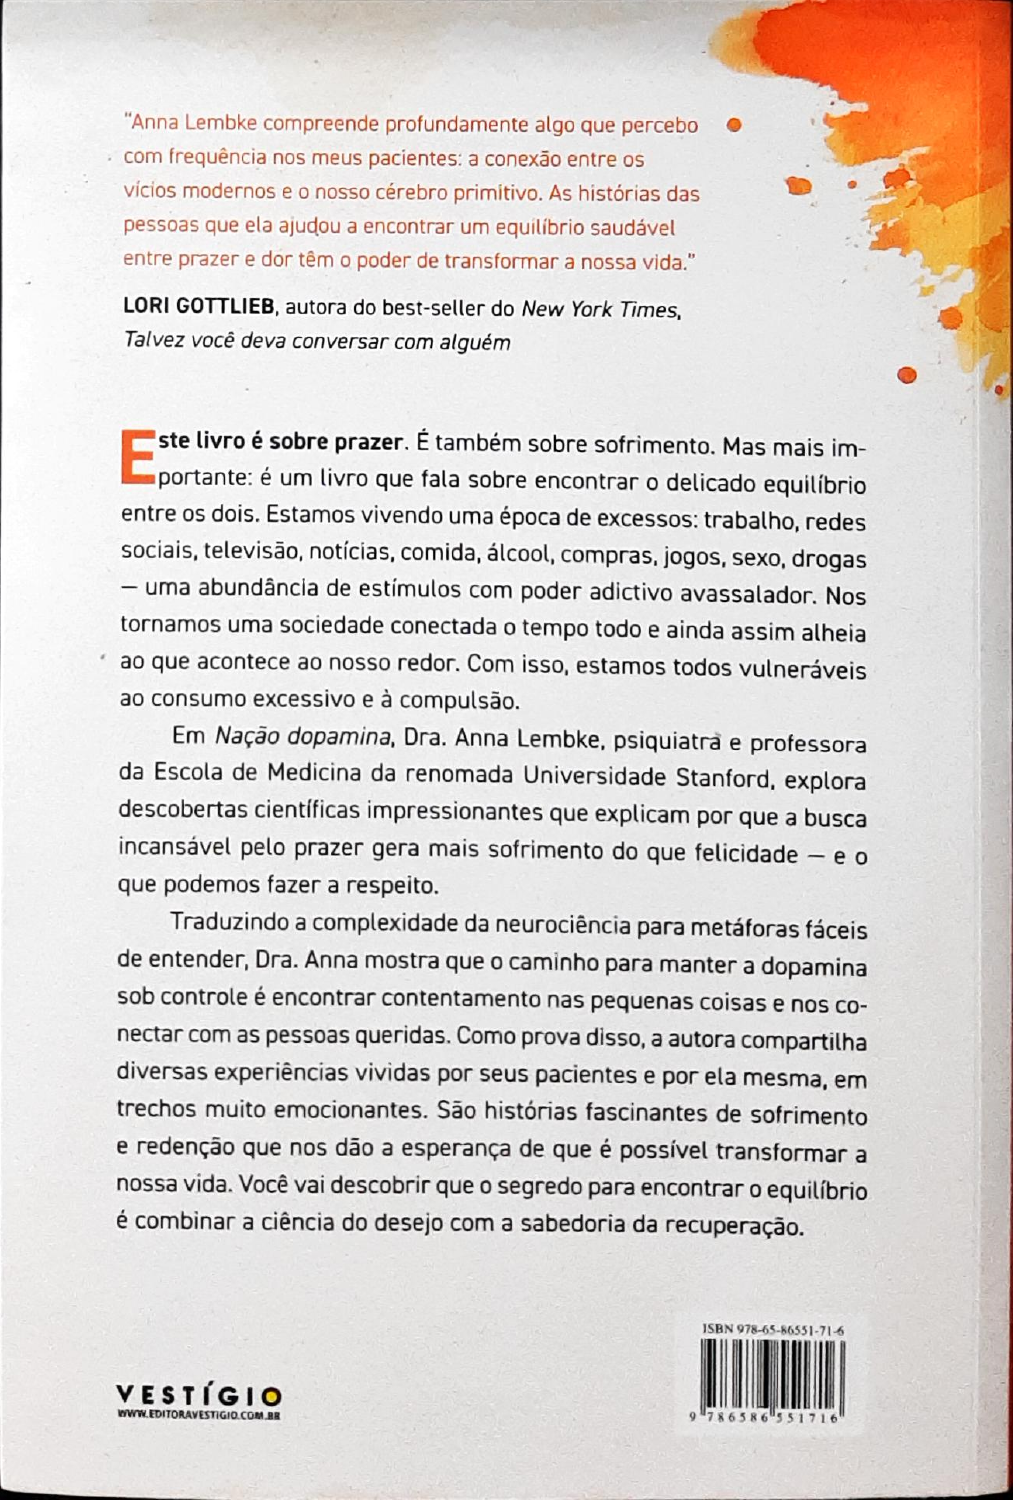 "Anna Lembke compreende profundamente algo que percebo
com frequência nos meus pacientes: a conexão entre os
vícios modernos e o nosso cérebro primitivo. As histórias das
pessoas que ela ajudou a encontrar um equilíbrio saudável
entre prazer e dor têm o poder de transformar a nossa vida."
LORI GOTTLIEB, autora do best-seller do New York Times,
Talvez você deva conversar com alguém
Este livro é sobre prazer. É também sobre sofrimento. Mas mais im-
portante: é um livro que fala sobre encontrar o delicado equilíbrio
entre os dois. Estamos vivendo uma época de excessos: trabalho, redes
sociais, televisão, notícias, comida, álcool, compras, jogos, sexo, drogas
— uma abundância de estímulos com poder adictivo avassalador. Nos
tornamos uma sociedade conectada o tempo todo e ainda assim alheia
ao que acontece ao nosso redor. Com isso, estamos todos vulneráveis
ao consumo excessivo e à compulsão.
Em Nação dopamina, Dra. Anna Lembke, psiquiatra e professora
da Escola de Medicina da renomada Universidade Stanford, explora
descobertas científicas impressionantes que explicam por que a busca
incansável pelo prazer gera mais sofrimento do que felicidade — e o
que podemos fazer a respeito.
Traduzindo a complexidade da neurociência para metáforas fáceis
de entender, Dra. Anna mostra que o caminho para manter a dopamina
sob controle é encontrar contentamento nas pequenas coisas e nos co-
nectar com as pessoas queridas. Como prova disso, a autora compartilha
diversas experiências vividas por seus pacientes e por ela mesma, em
trechos muito emocionantes. São histórias fascinantes de sofrimento
e redenção que nos dão a esperança de que é possível transformar a
nossa vida. Você vai descobrir que o segredo para encontrar o equilíbrio
é combinar a ciência do desejo com a sabedoria da recuperação.
ISBN 978-65-86551-71-6
9 786586 551716
VESTÍGIO
WWW.EDITORAVESTIGIO.COM.BR